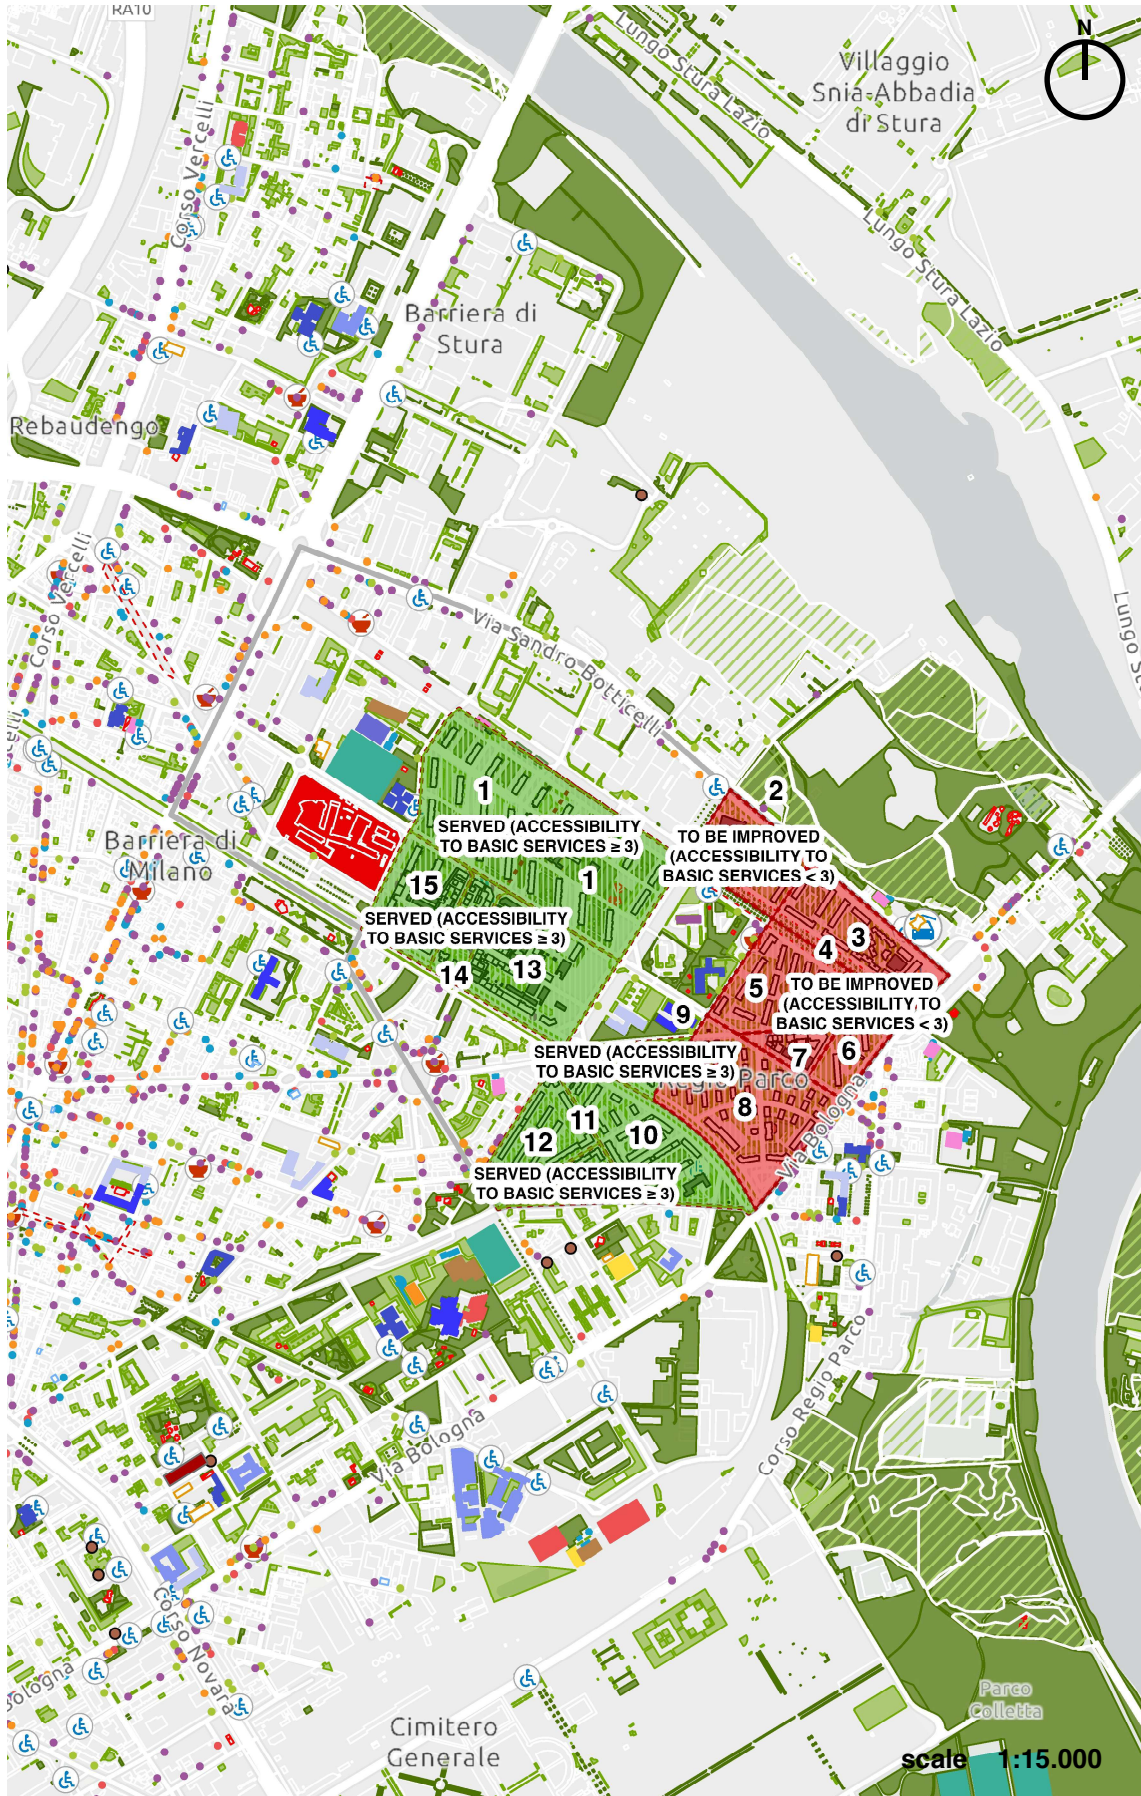 RA10
N
Lungo Stura Lazio
Villaggio
Snia-Abbadia
di Stura
Corso Vercelli
Lungo Stura Lazio
Barriera di
Stura
Rebaudengo
Corso Vercelli
Lungo St
Via Sandro Botticelli
celli
1
2
SERVED (ACCESSIBILITY
TO BASIC SERVICES ≥ 3)
TO BE IMPROVED
(ACCESSIBILITY TO
BASIC SERVICES < 3)
Barriera di
Milano
15
1
SERVED (ACCESSIBILITY
TO BASIC SERVICES ≥ 3)
3
4
14
13
5
TO BE IMPROVED
(ACCESSIBILITY TO
BASIC SERVICES < 3)
9
SERVED (ACCESSIBILITY
TO BASIC SERVICES ≥ 3)
7
6
Regio Parco
8
11
10
12
Via Bologna
SERVED (ACCESSIBILITY
TO BASIC SERVICES ≥ 3)
Corso Regio Parco
Via Bologna
Corso Novara
Bologna
Parco
Colletta
Cimitero
Generale
scale 1:15.000